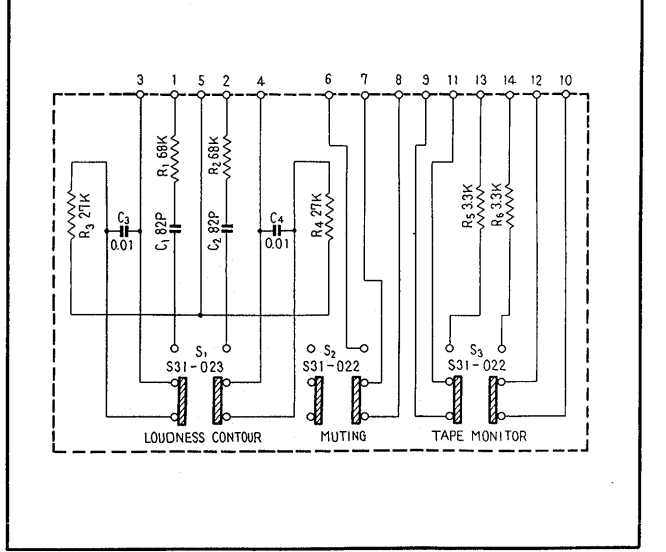 3 1 5 2 4 6 7 8 9 11 13 14 12 10
R3 27K
C3
0.01
R1 68K
C1 82P
R2 68K
C2 82P
C4
0.01
R4 27K
R5 3.3K
R6 3.3K
S1
S31-023
S2
S31-022
S3
S31-022
LOUDNESS CONTOUR
MUTING
TAPE MONITOR